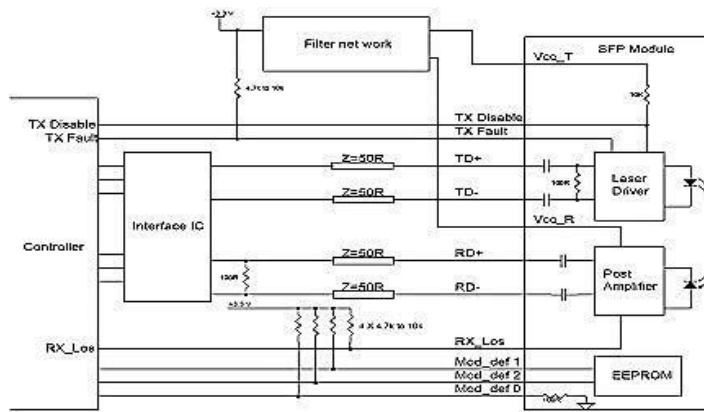 +3.3V
Filter net work
SFP Module
Vcc_T
4.7k to 10k
10K
TX Disable
TX Disable
TX Fault
TX Fault
Z=50R
TD+
Laser Driver
100R
Z=50R
TD-
Interface IC
Vcc_R
Controller
Z=50R
RD+
100R
Post Amplifier
Z=50R
RD-
+3.3V
4 X 4.7k to 10k
RX_Los
RX_Los
Mod_def 1
Mod_def 2
EEPROM
Mod_def 0